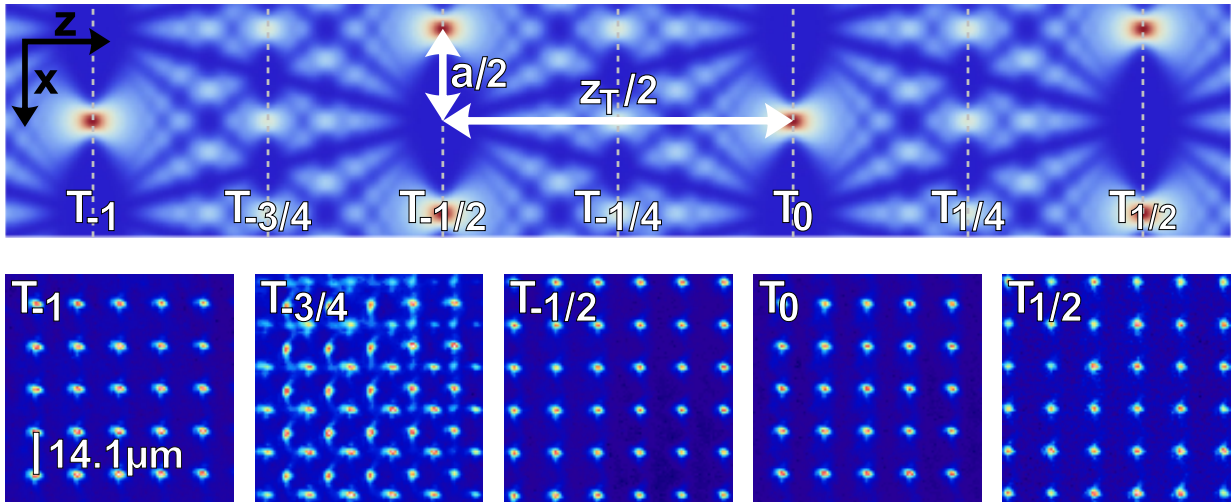 z
x
a/2
z_T/2
T_-1 T_-3/4 T_-1/2 T_-1/4 T_0 T_1/4 T_1/2
T_-1 T_-3/4 T_-1/2 T_0 T_1/2
14.1μm